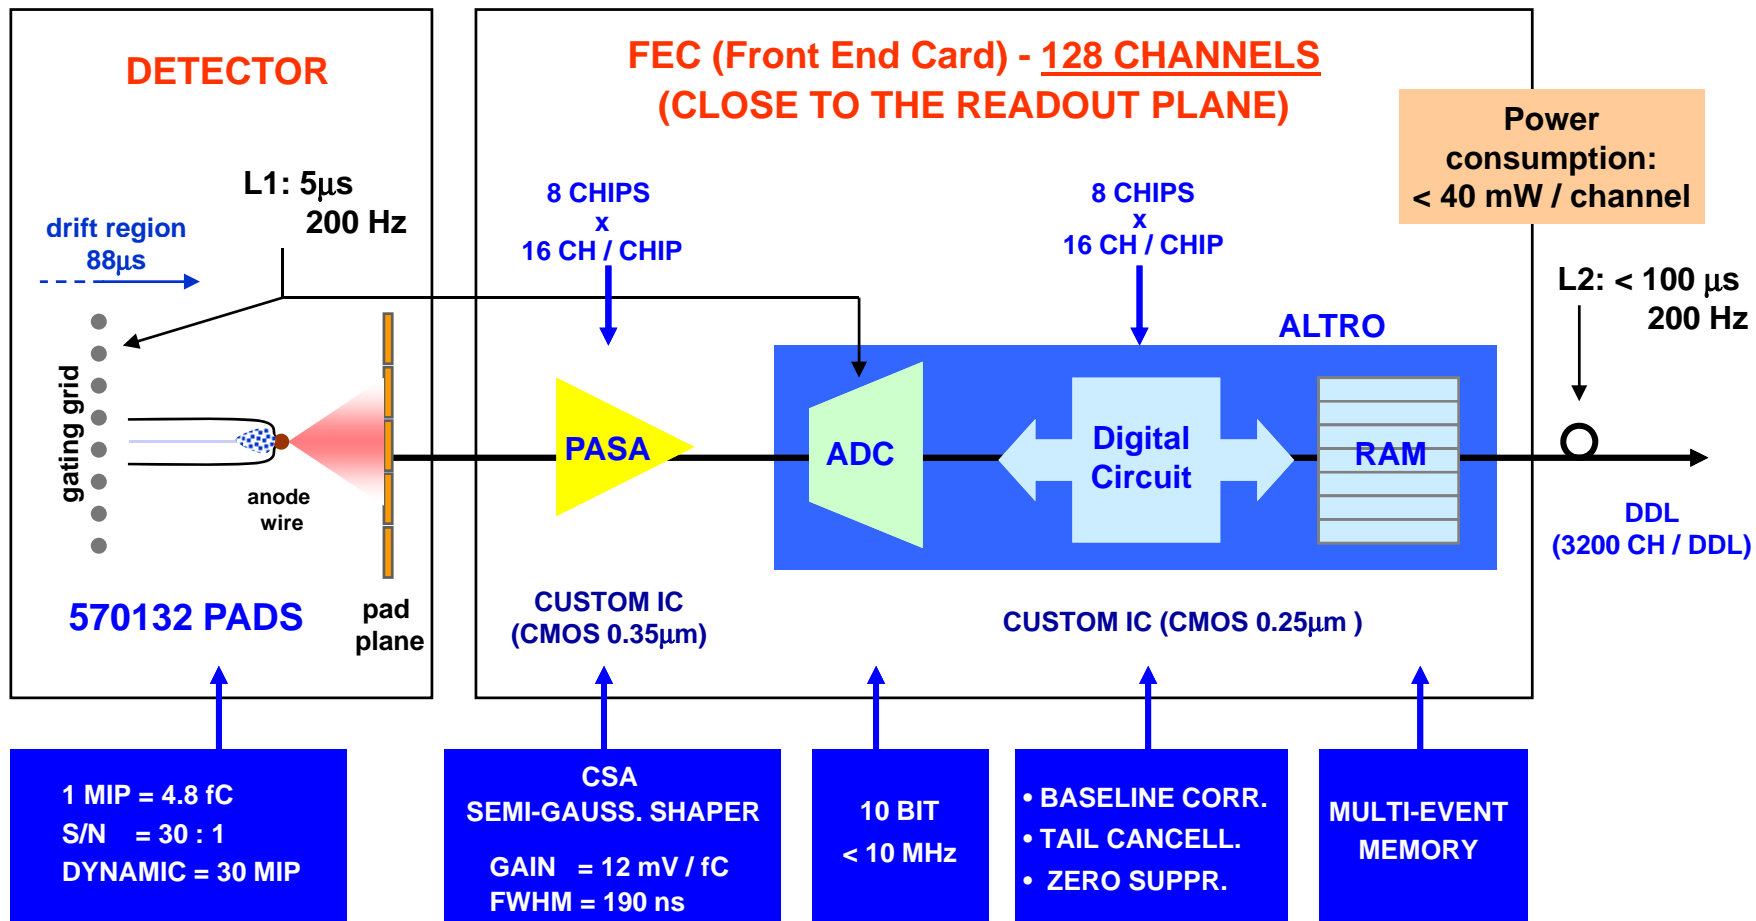 DETECTOR
FEC (Front End Card) - 128 CHANNELS
(CLOSE TO THE READOUT PLANE)
Power
consumption:
< 40 mW / channel
L1: 5μs
200 Hz
drift region
88μs
8 CHIPS
x
16 CH / CHIP
8 CHIPS
x
16 CH / CHIP
L2: < 100 μs
200 Hz
ALTRO
gating grid
anode
wire
PASA
ADC
Digital
Circuit
RAM
DDL
(3200 CH / DDL)
570132 PADS
pad
plane
CUSTOM IC
(CMOS 0.35μm)
CUSTOM IC (CMOS 0.25μm )
1 MIP = 4.8 fC
S/N = 30 : 1
DYNAMIC = 30 MIP
CSA
SEMI-GAUSS. SHAPER
GAIN = 12 mV / fC
FWHM = 190 ns
10 BIT
< 10 MHz
• BASELINE CORR.
• TAIL CANCELL.
• ZERO SUPPR.
MULTI-EVENT
MEMORY